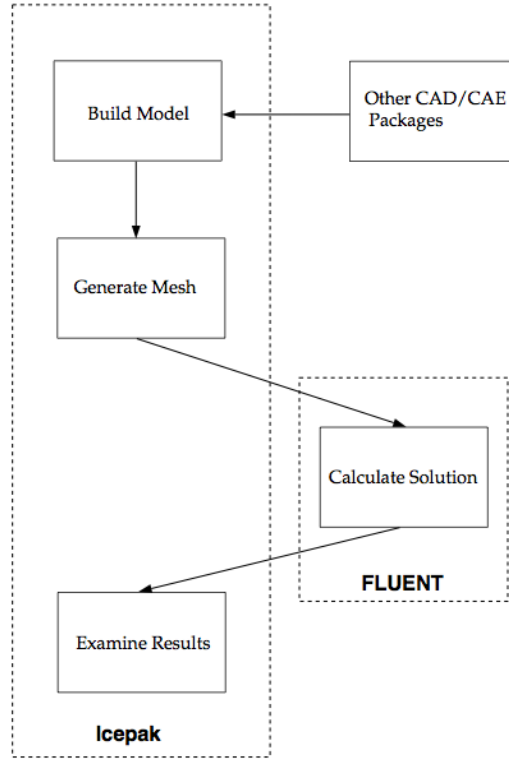 Build Model
Other CAD/CAE
Packages
Generate Mesh
Calculate Solution
FLUENT
Examine Results
Icepak